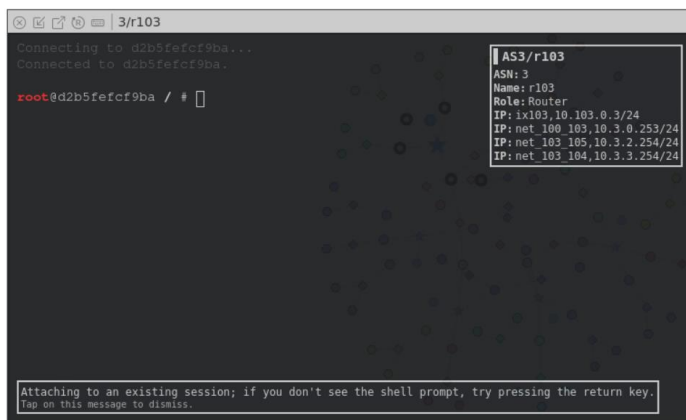 3/r103
Connecting to d2b5fefcf9ba...
Connected to d2b5fefcf9ba.
root@d2b5fefcf9ba / #
AS3/r103
ASN: 3
Name: r103
Role: Router
IP: ix103,10.103.0.3/24
IP: net_100_103,10.3.0.253/24
IP: net_103_105,10.3.2.254/24
IP: net_103_104,10.3.3.254/24
Attaching to an existing session; if you don't see the shell prompt, try pressing the return key.
Tap on this message to dismiss.